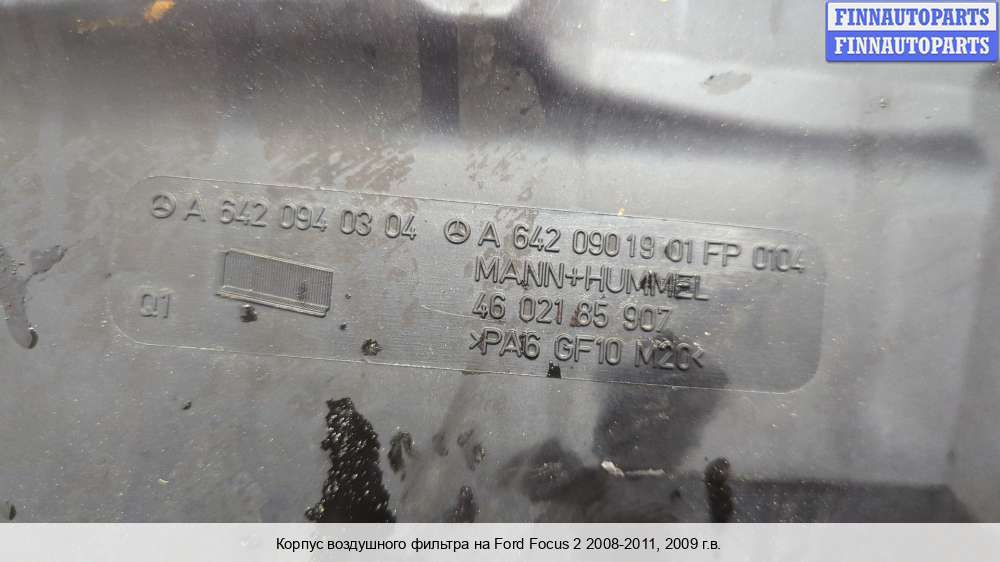 FINNAUTOPARTS
FINNAUTOPARTS
A 642 094 03 04
A 642 090 19 01 FP 0104
MANN+HUMMEL
Q1
46 021 85 907
>PA6 GF10 M20<
Корпус воздушного фильтра на Ford Focus 2 2008-2011, 2009 г.в.